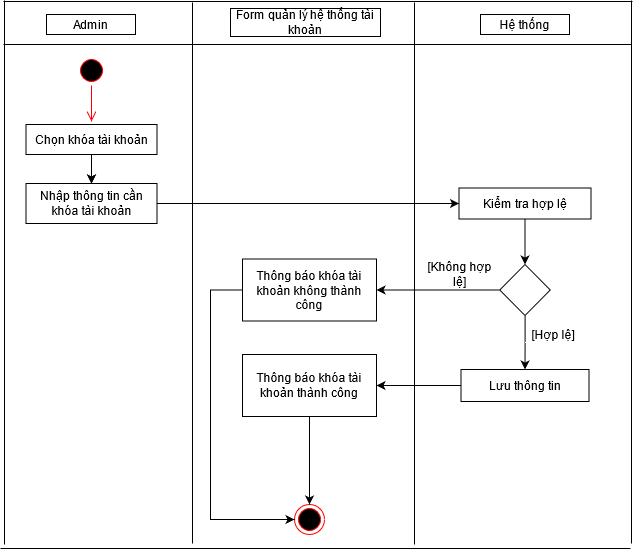 Admin
Form quản lý hệ thống tài
khoản
Hệ thống
Chọn khóa tài khoản
Nhập thông tin cần
khóa tài khoản
Kiểm tra hợp lệ
[Không hợp
lệ]
Thông báo khóa tài
khoản không thành
công
[Hợp lệ]
Thông báo khóa tài
khoản thành công
Lưu thông tin